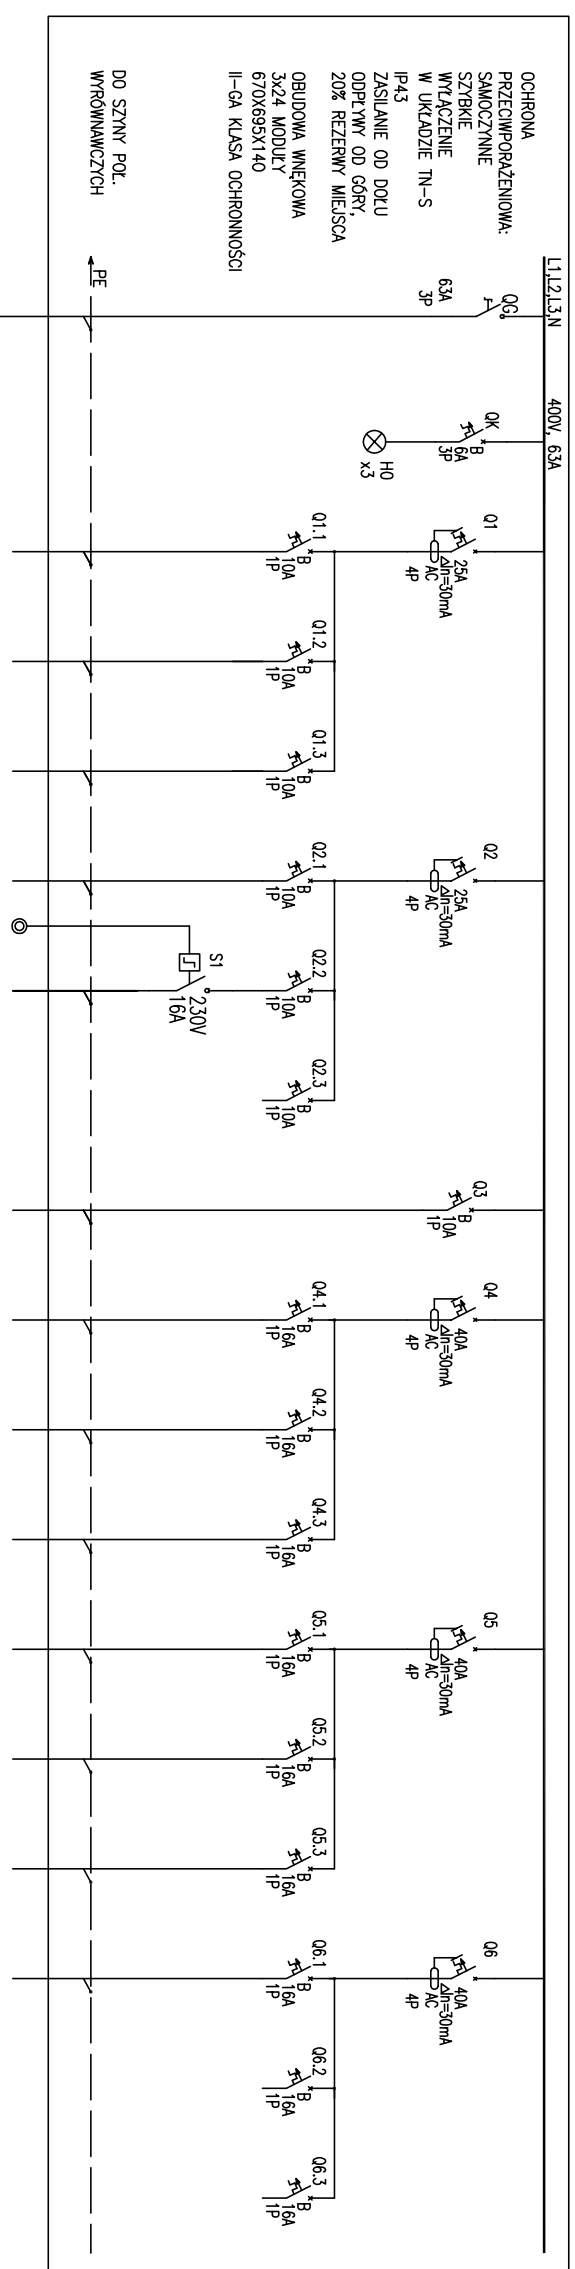 OCHRONA
PRZECIWPORAŻENIOWA:
SAMOCZYNNE
SZYBKIE
WYŁĄCZENIE
W UKŁADZIE TN-S
IP43
ZASILANIE OD DOŁU
ODPŁYWY OD GÓRY,
20% REZERWY MIEJSCA
OBUDOWA WNĘKOWA
3x24 MODUŁY
670X695X140
II-GA KLASA OCHRONNOŚCI
DO SZYNY POŁ.
WYRÓWNAWCZYCH
PE
L1,L2,L3,N 400V, 63A
QG
63A
3P
QK
B
6A
3P
H0
x3
Q1
25A
ΔIn=30mA
AC
4P
Q1.1
B
10A
1P
Q1.2
B
10A
1P
Q1.3
B
10A
1P
Q2
25A
ΔIn=30mA
AC
4P
Q2.1
B
10A
1P
Q2.2
B
10A
1P
S1
230V
16A
Q2.3
B
10A
1P
Q3
B
10A
1P
Q4
40A
ΔIn=30mA
AC
4P
Q4.1
B
16A
1P
Q4.2
B
16A
1P
Q4.3
B
16A
1P
Q5
40A
ΔIn=30mA
AC
4P
Q5.1
B
16A
1P
Q5.2
B
16A
1P
Q5.3
B
16A
1P
Q6
40A
ΔIn=30mA
AC
4P
Q6.1
B
16A
1P
Q6.2
B
16A
1P
Q6.3
B
16A
1P